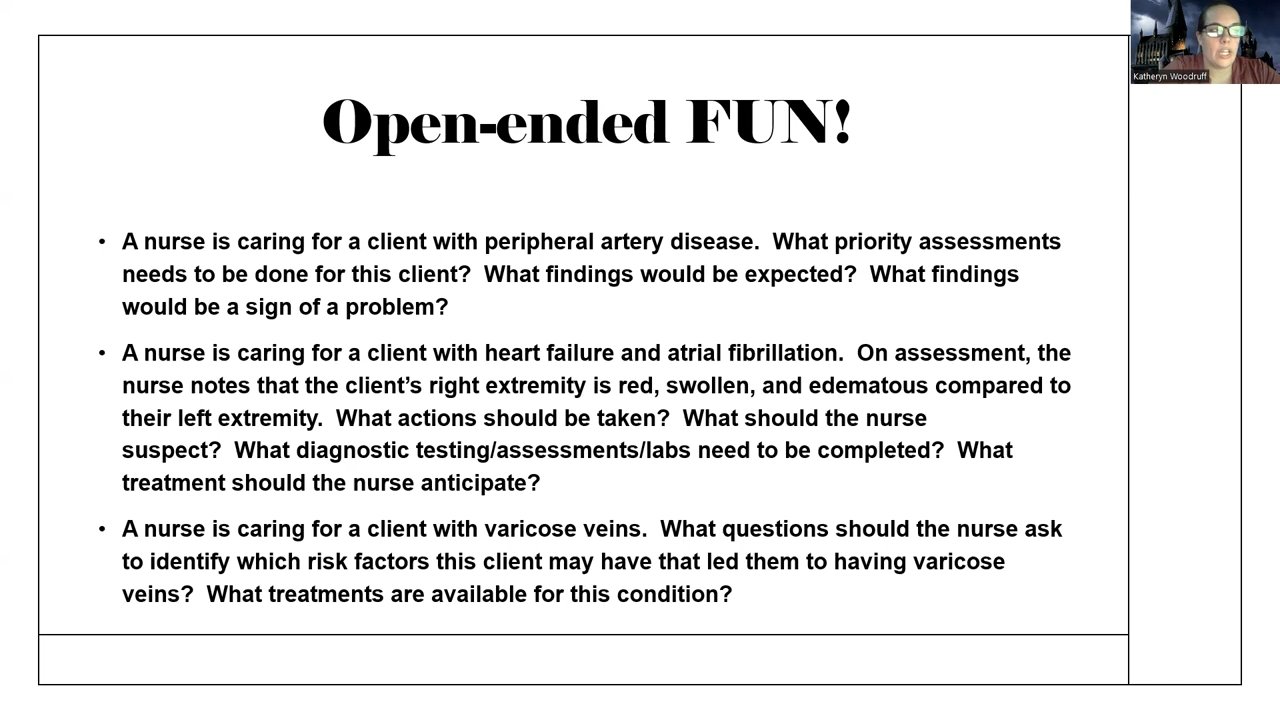 Open-ended FUN!
Katheryn Woodruff
• A nurse is caring for a client with peripheral artery disease.  What priority assessments
needs to be done for this client?  What findings would be expected?  What findings
would be a sign of a problem?
• A nurse is caring for a client with heart failure and atrial fibrillation.  On assessment, the
nurse notes that the client’s right extremity is red, swollen, and edematous compared to
their left extremity.  What actions should be taken?  What should the nurse
suspect?  What diagnostic testing/assessments/labs need to be completed?  What
treatment should the nurse anticipate?
• A nurse is caring for a client with varicose veins.  What questions should the nurse ask
to identify which risk factors this client may have that led them to having varicose
veins?  What treatments are available for this condition?